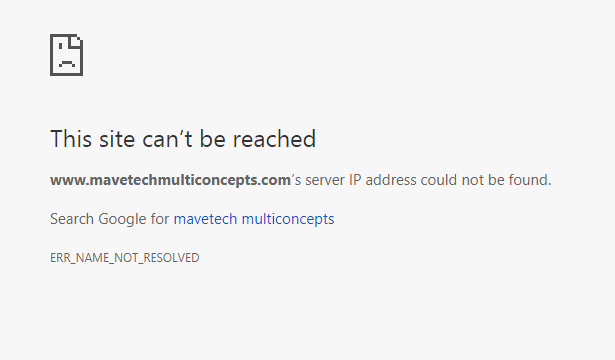 This site can’t be reached
www.mavetechmulticoncepts.com’s server IP address could not be found.
Search Google for mavetech multiconcepts
ERR_NAME_NOT_RESOLVED